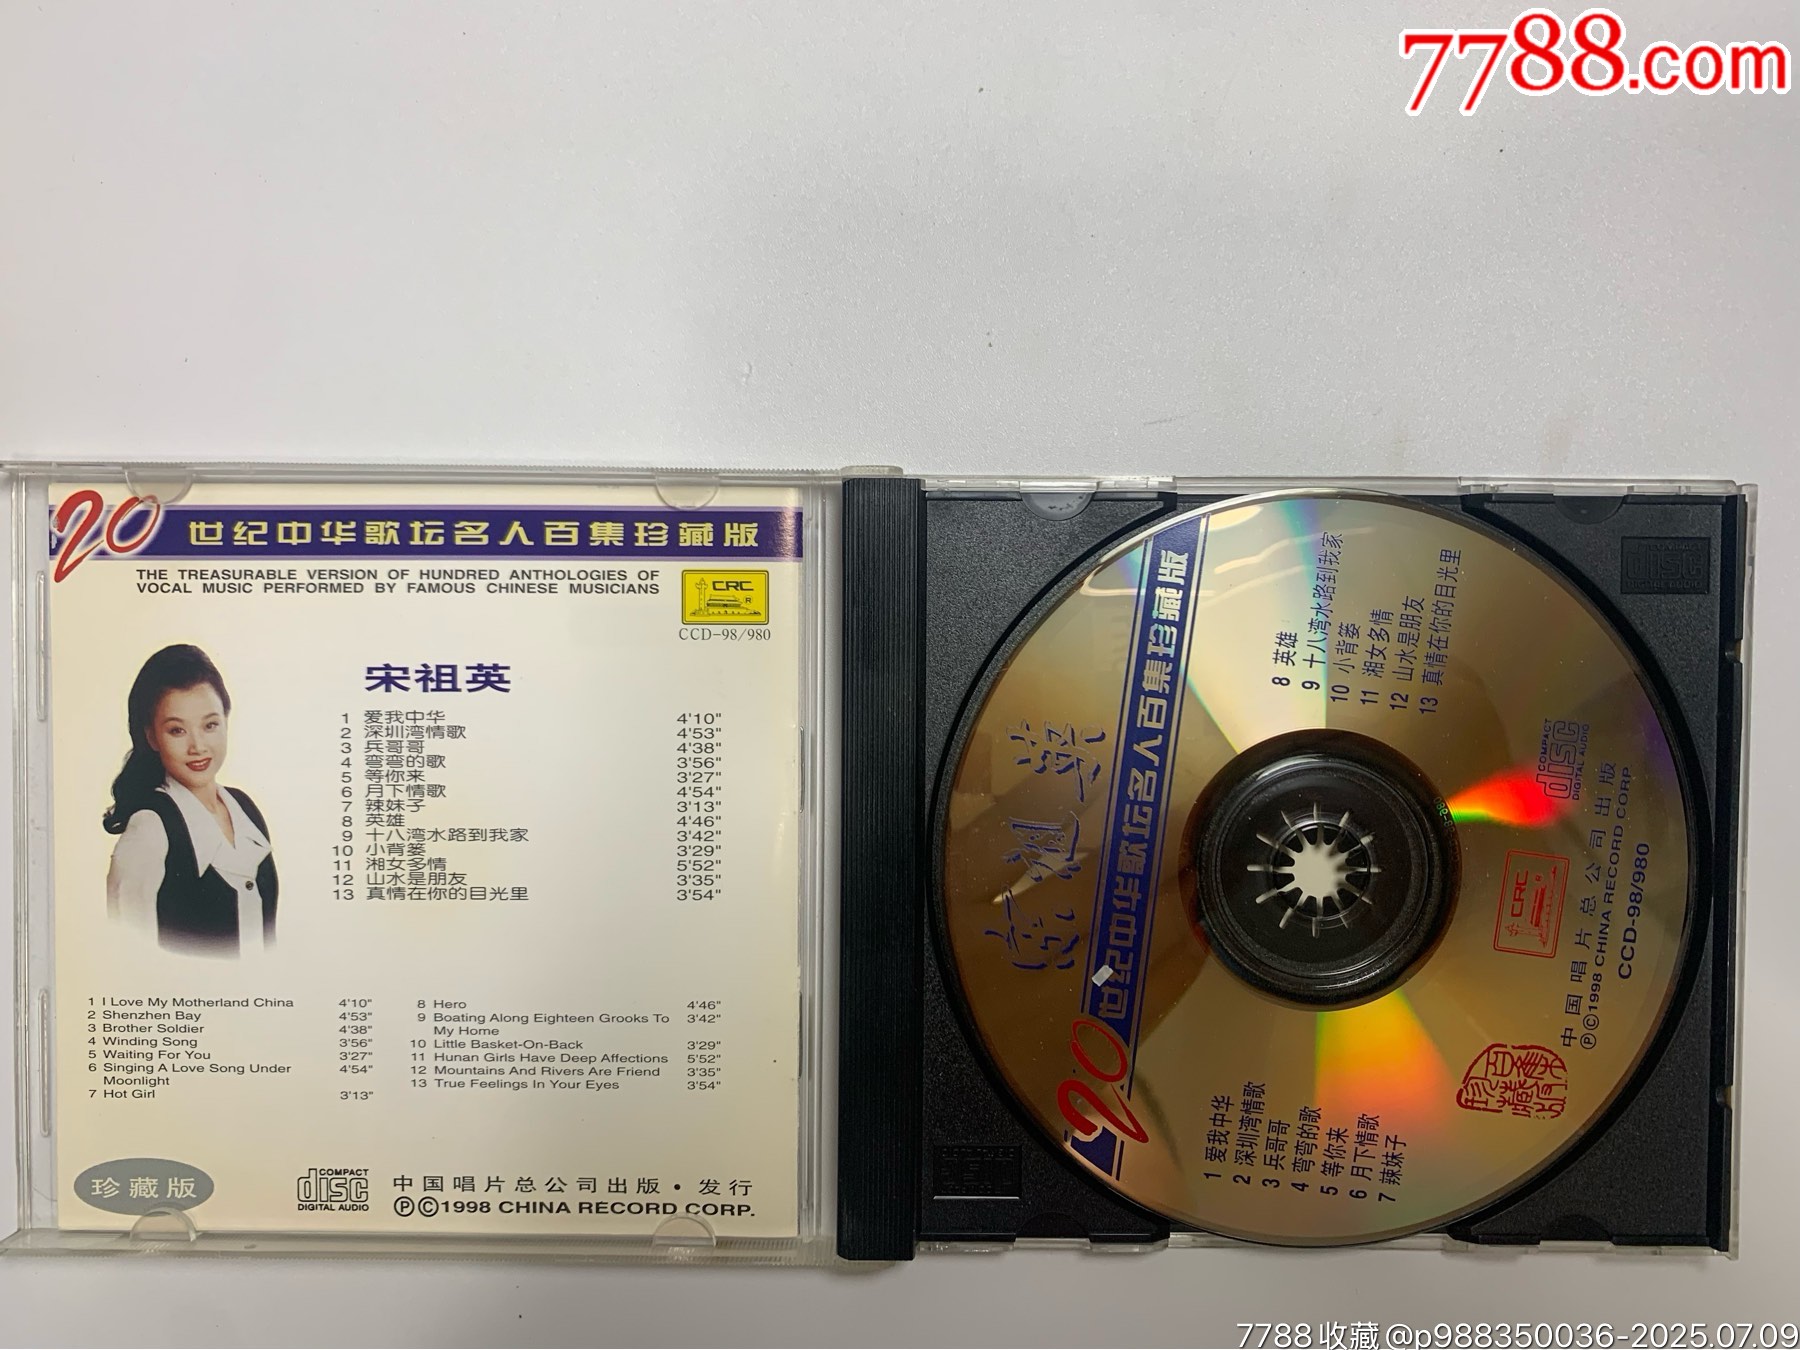 7788.com
20世纪中华歌坛名人百集珍藏版
THE TREASURABLE VERSION OF HUNDRED ANTHOLOGIES OF
VOCAL MUSIC PERFORMED BY FAMOUS CHINESE MUSICIANS
CRC
CCD-98/980
宋祖英
1 爱我中华 4'10"
2 深圳湾情歌 4'53"
3 兵哥哥 4'38"
4 弯弯的歌 3'56"
5 等你来 3'27"
6 月下情歌 4'54"
7 辣妹子 3'13"
8 英雄 4'46"
9 十八湾水路到我家 3'42"
10 小背篓 3'29"
11 湘女多情 5'52"
12 山水是朋友 3'35"
13 真情在你的目光里 3'54"
1 I Love My Motherland China 4'10"
2 Shenzhen Bay 4'53"
3 Brother Soldier 4'38"
4 Winding Song 3'56"
5 Waiting For You 3'27"
6 Singing A Love Song Under 4'54"
Moonlight
7 Hot Girl 3'13"
8 Hero 4'46"
9 Boating Along Eighteen Grooks To 3'42"
My Home
10 Little Basket-On-Back 3'29"
11 Hunan Girls Have Deep Affections 5'52"
12 Mountains And Rivers Are Friend 3'35"
13 True Feelings In Your Eyes 3'54"
珍藏版
COMPACT
disc
DIGITAL AUDIO
中国唱片总公司出版·发行
Ⓟ©1998 CHINA RECORD CORP.
宋祖英
20世纪中华歌坛名人百集珍藏版
1 爱我中华
2 深圳湾情歌
3 兵哥哥
4 弯弯的歌
5 等你来
6 月下情歌
7 辣妹子
8 英雄
9 十八湾水路到我家
10 小背篓
11 湘女多情
12 山水是朋友
13 真情在你的目光里
COMPACT
disc
DIGITAL AUDIO
CRC
中国唱片总公司出版
Ⓟ©1998 CHINA RECORD CORP
CCD-98/980
7788收藏@p988350036-2025.07.09